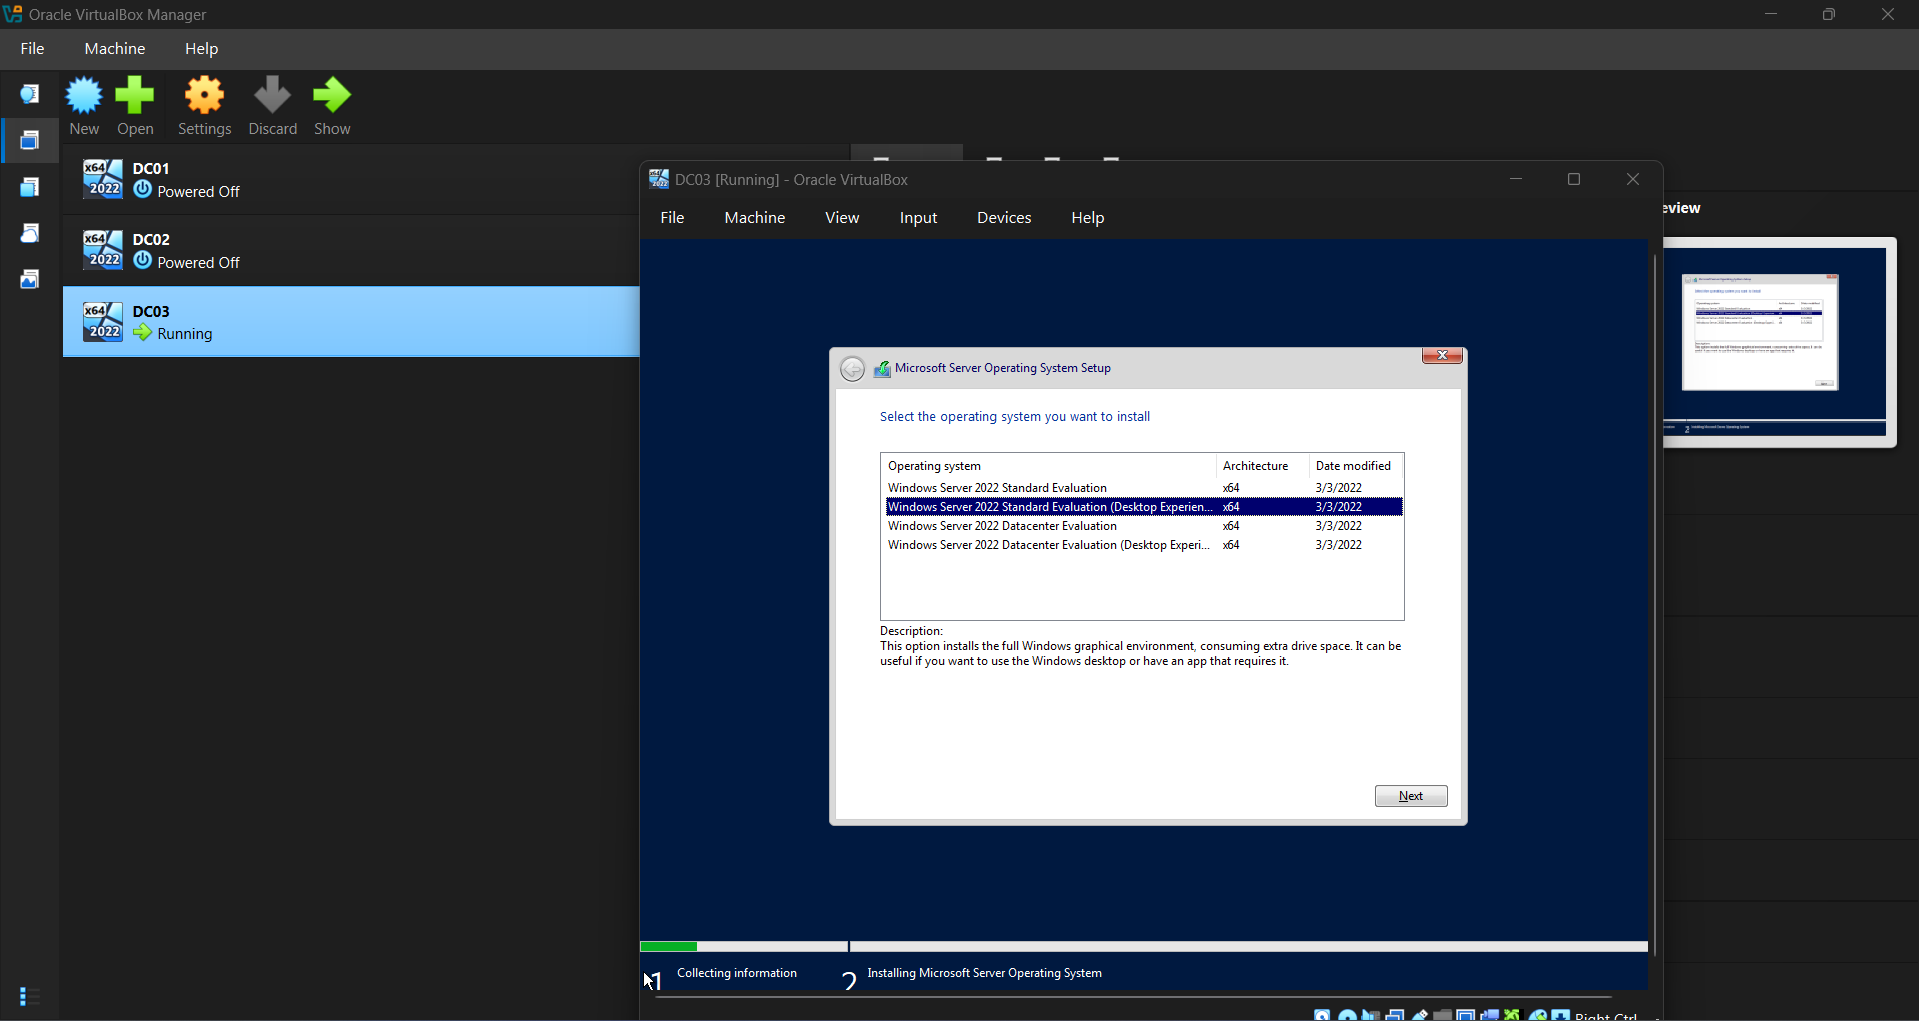 Oracle VirtualBox Manager
File Machine Help
New Open Settings Discard Show
x64 2022 DC01
Powered Off
x64 2022 DC02
Powered Off
x64 2022 DC03
Running
DC03 [Running] - Oracle VirtualBox
File Machine View Input Devices Help
eview
Microsoft Server Operating System Setup
Select the operating system you want to install
Operating system Architecture Date modified
Windows Server 2022 Standard Evaluation x64 3/3/2022
Windows Server 2022 Standard Evaluation (Desktop Experien... x64 3/3/2022
Windows Server 2022 Datacenter Evaluation x64 3/3/2022
Windows Server 2022 Datacenter Evaluation (Desktop Experi... x64 3/3/2022
Description:
This option installs the full Windows graphical environment, consuming extra drive space. It can be
useful if you want to use the Windows desktop or have an app that requires it.
Next
1 Collecting information 2 Installing Microsoft Server Operating System
Right Ctrl